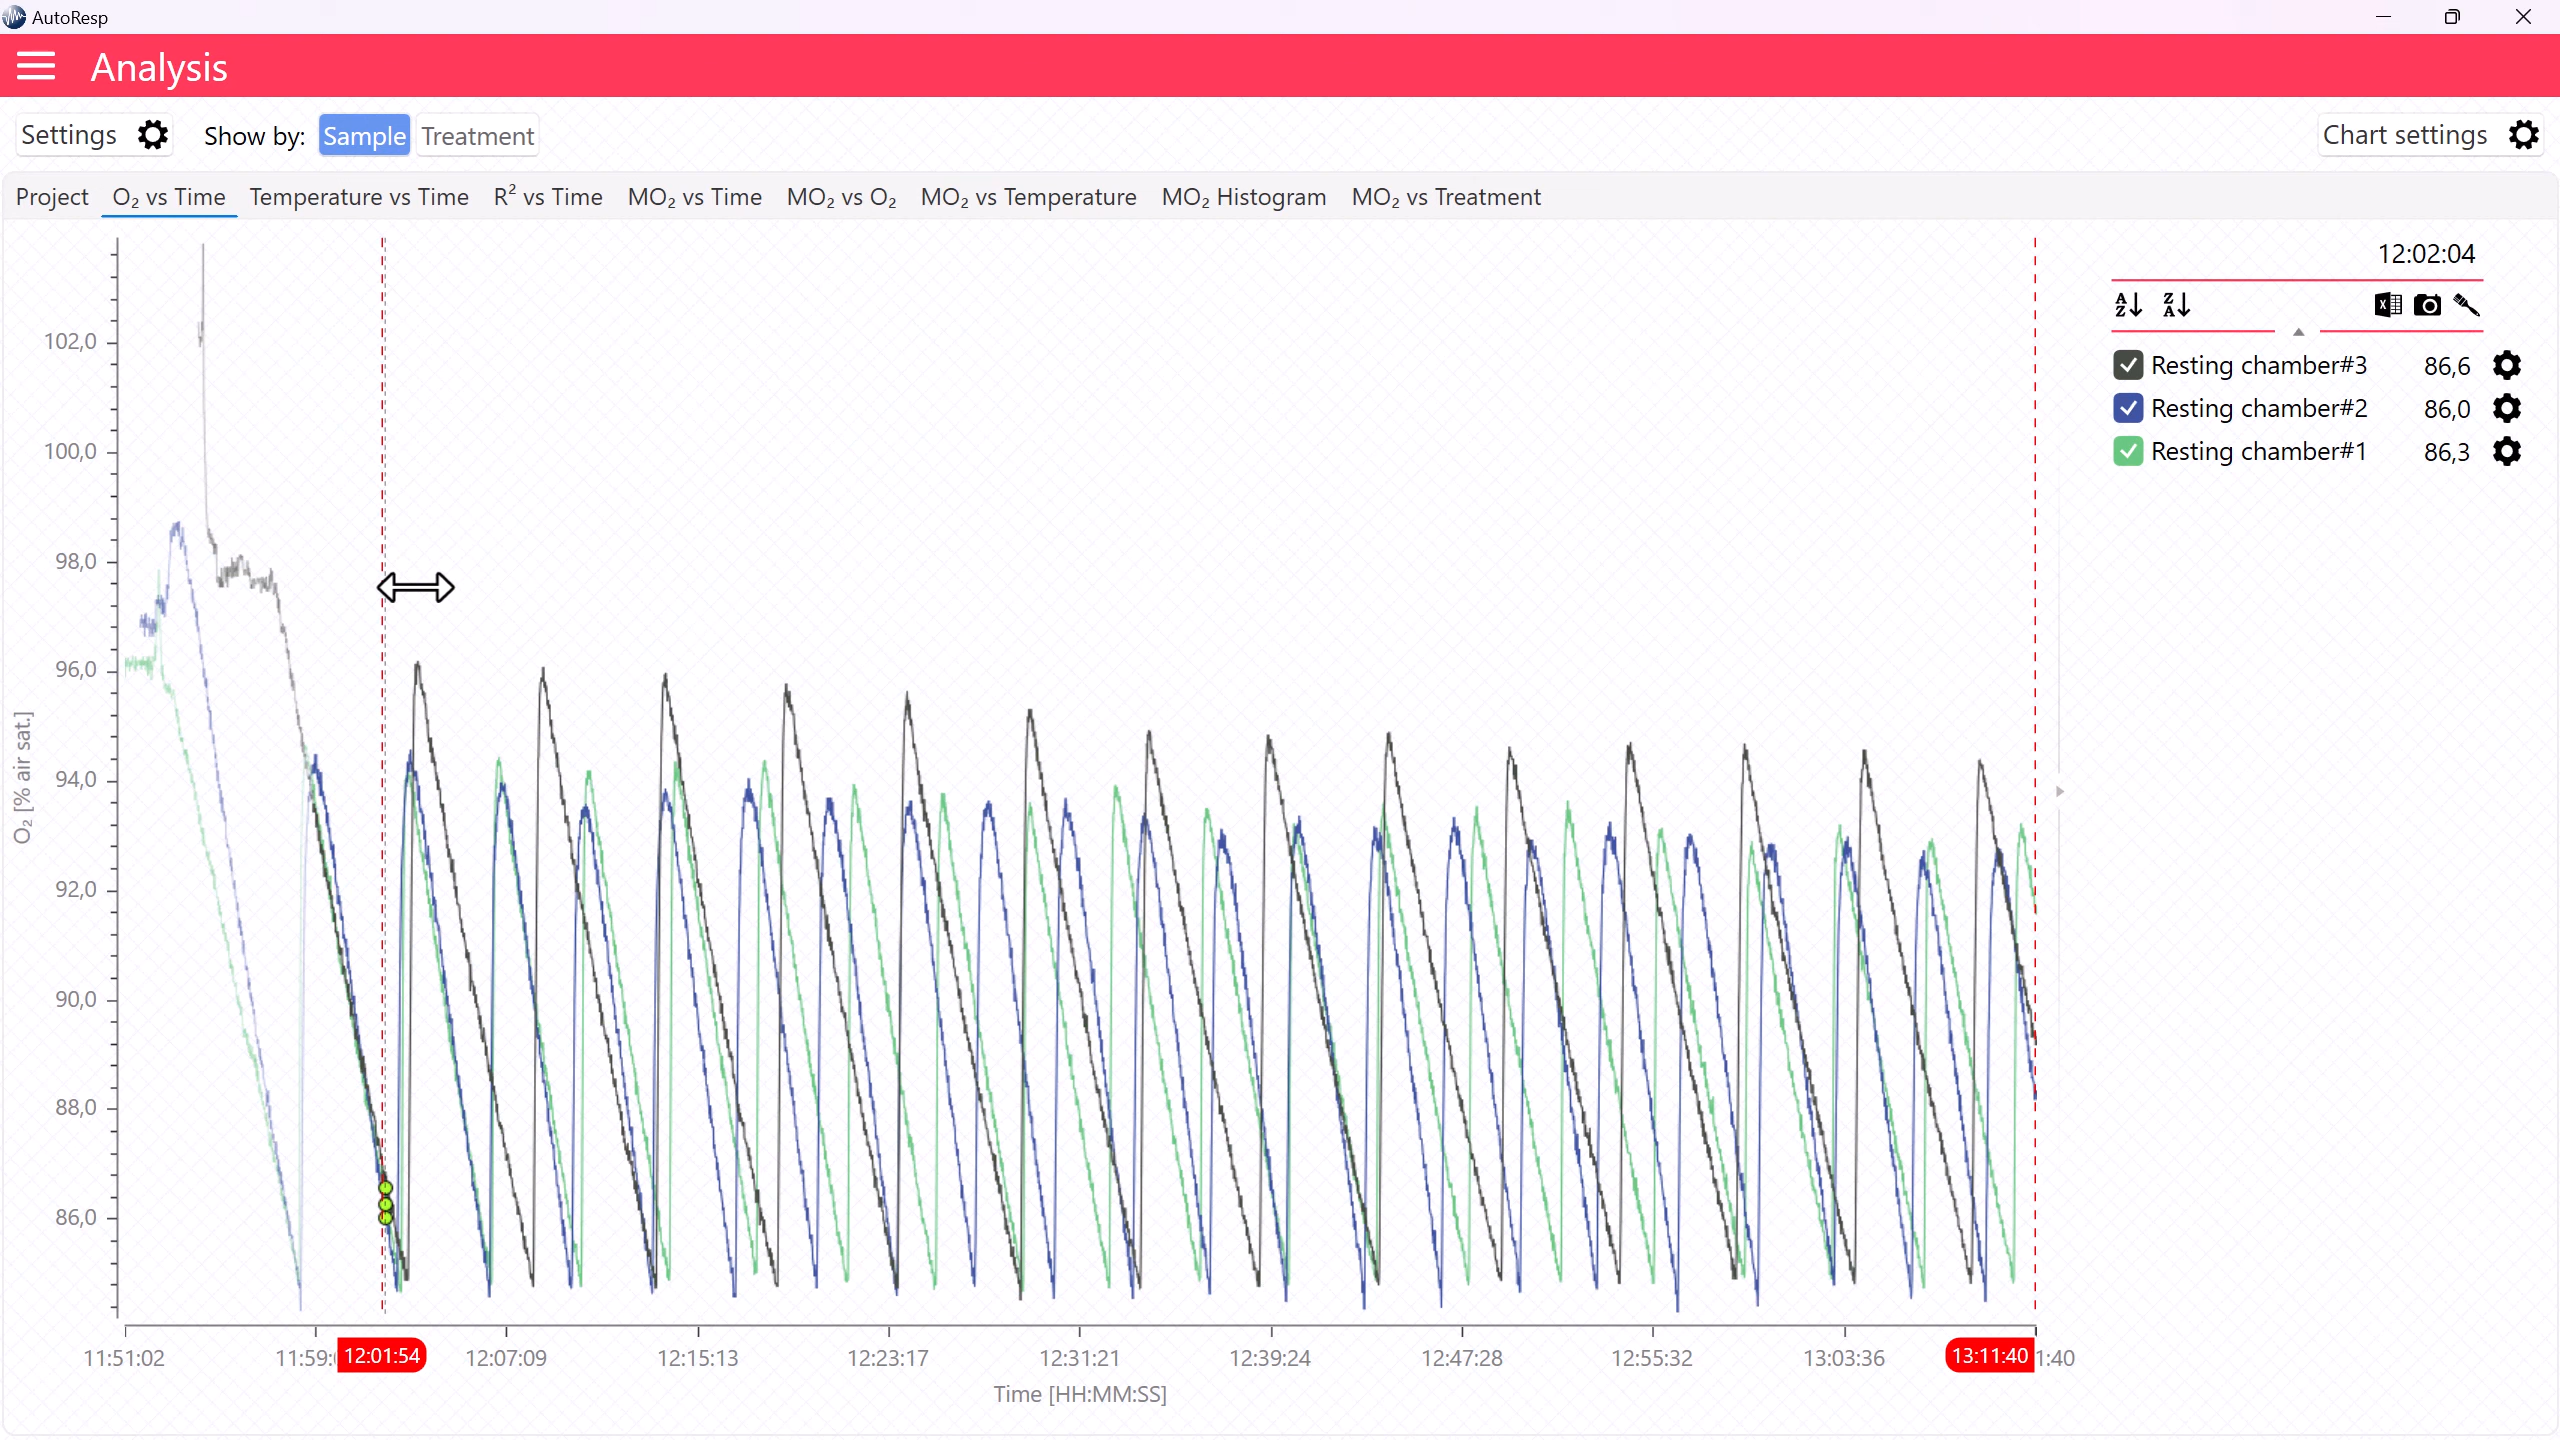 AutoResp
Analysis
Settings Show by: Sample Treatment Chart settings
Project O₂ vs Time Temperature vs Time R² vs Time MO₂ vs Time MO₂ vs O₂ MO₂ vs Temperature MO₂ Histogram MO₂ vs Treatment
12:02:04
Resting chamber#3 86,6
Resting chamber#2 86,0
Resting chamber#1 86,3
O₂ [% air sat.]
102,0
100,0
98,0
96,0
94,0
92,0
90,0
88,0
86,0
11:51:02 11:59: 12:01:54 12:07:09 12:15:13 12:23:17 12:31:21 12:39:24 12:47:28 12:55:32 13:03:36 13:11:40 1:40
Time [HH:MM:SS]